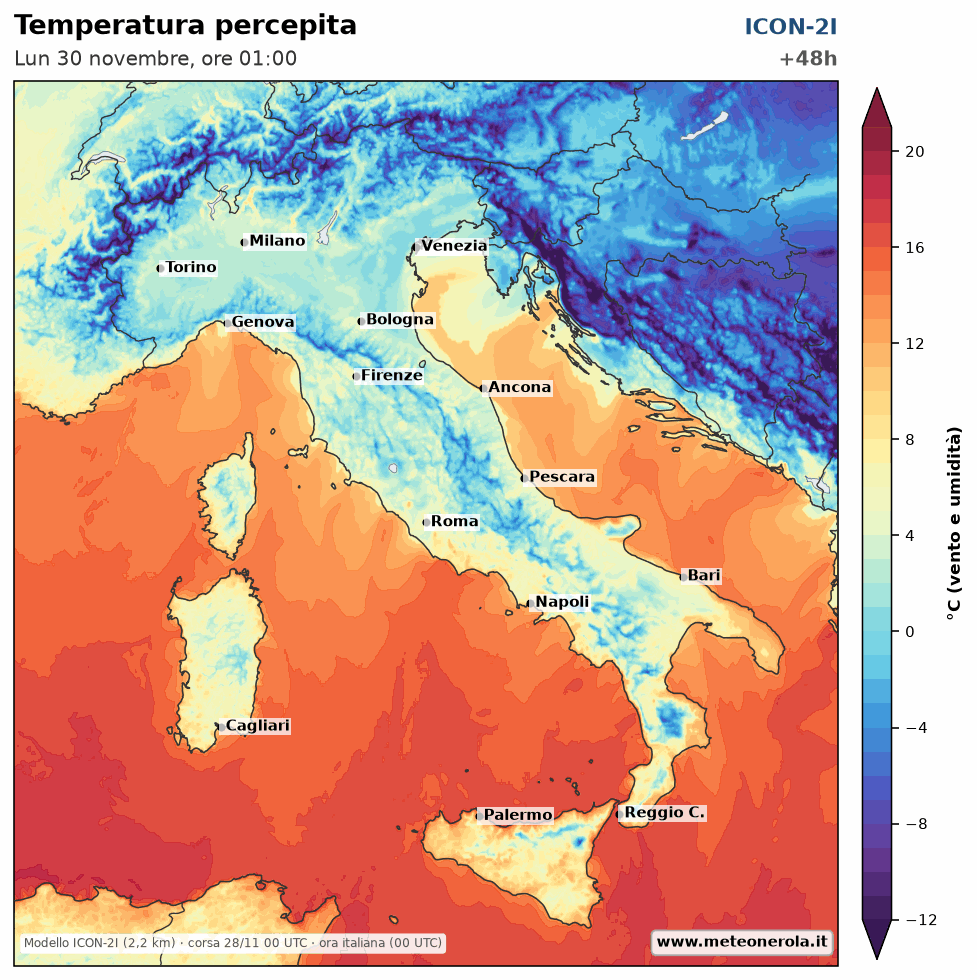 Temperatura percepita
ICON-2I
Lun 30 novembre, ore 01:00
+48h
Milano
Venezia
Torino
Genova
Bologna
Firenze
Ancona
Pescara
Roma
Bari
Napoli
Cagliari
Palermo
Reggio C.
20
16
12
8
4
0
−4
−8
−12
°C (vento e umidità)
Modello ICON-2I (2,2 km) · corsa 28/11 00 UTC · ora italiana (00 UTC)
www.meteonerola.it